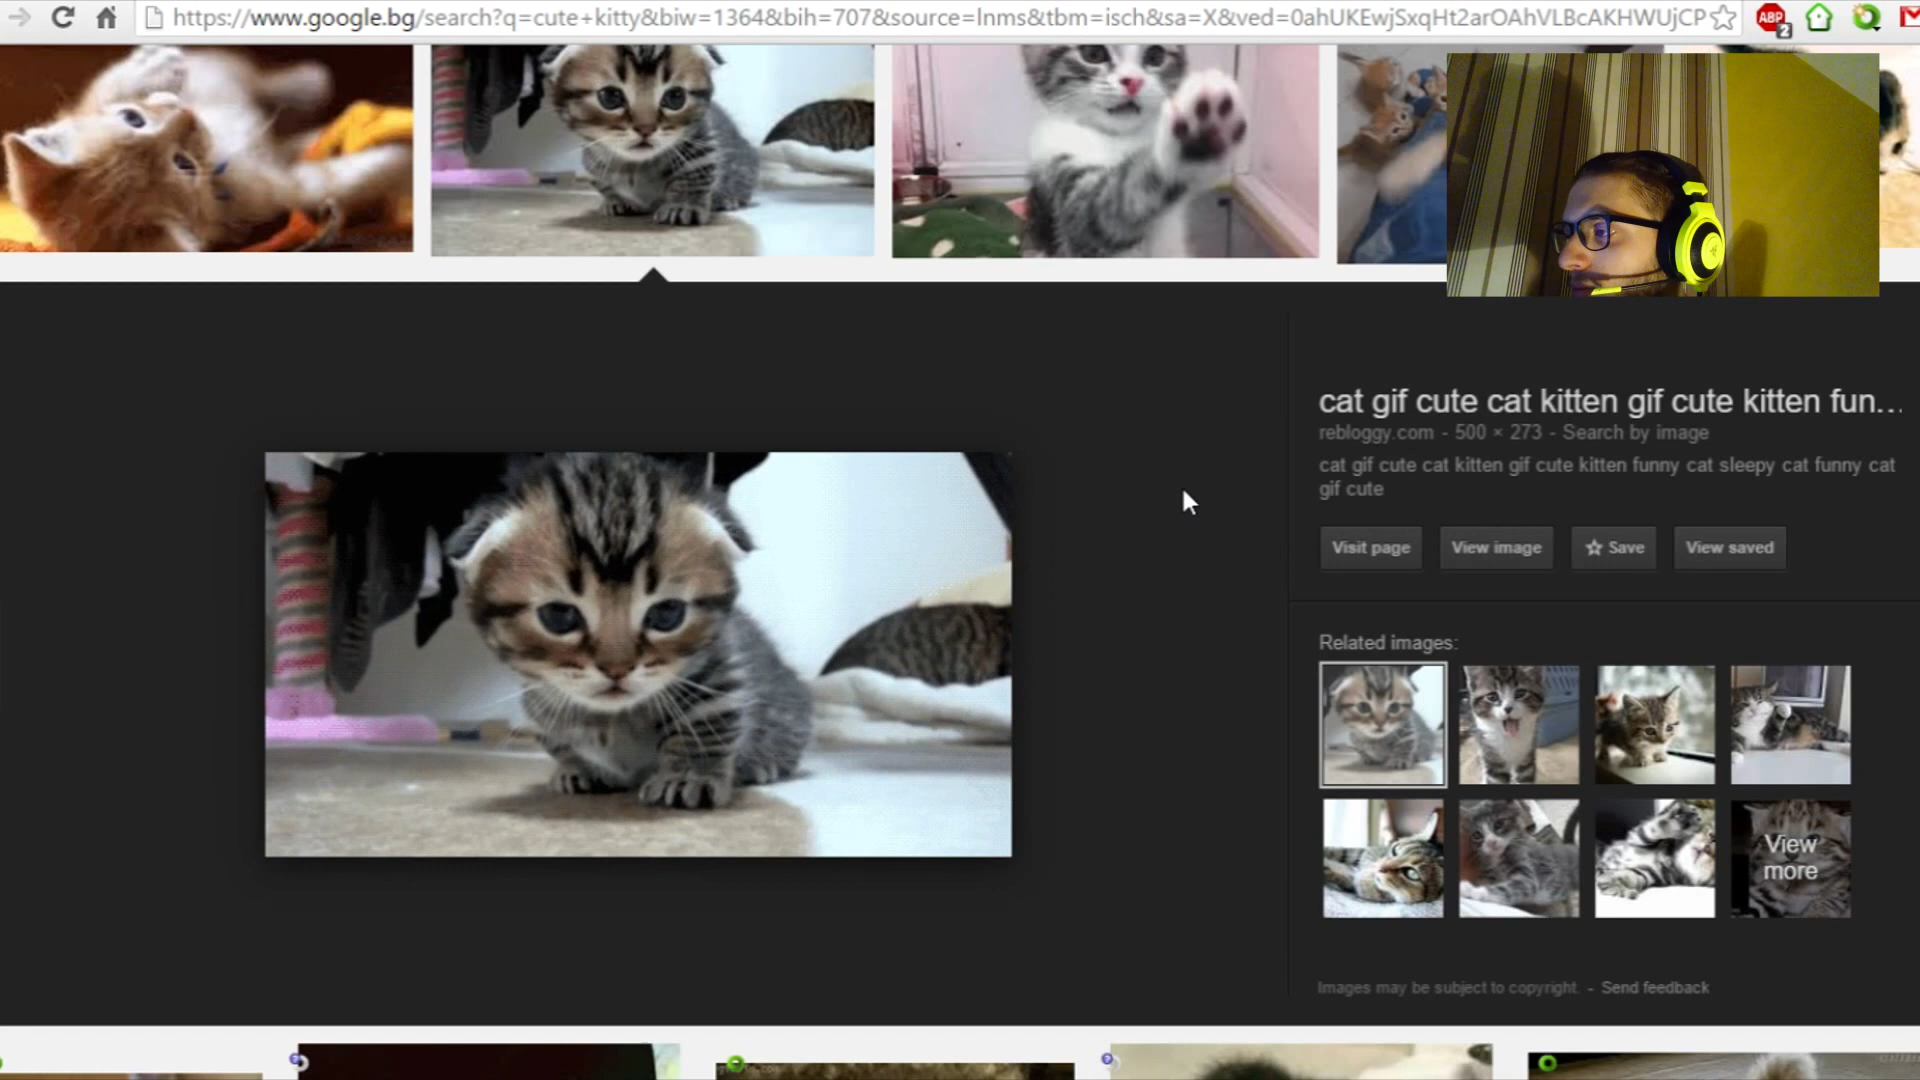 https://www.google.bg/search?q=cute+kitty&biw=1364&bih=707&source=lnms&tbm=isch&sa=X&ved=0ahUKEwjSxqHt2arOAhVLBcAKHWUjCP
ABP
2
cat gif cute cat kitten gif cute kitten fun...
rebloggy.com - 500 × 273 - Search by image
cat gif cute cat kitten gif cute kitten funny cat sleepy cat funny cat
gif cute
Visit page
View image
Save
View saved
Related images:
View
more
Images may be subject to copyright. - Send feedback